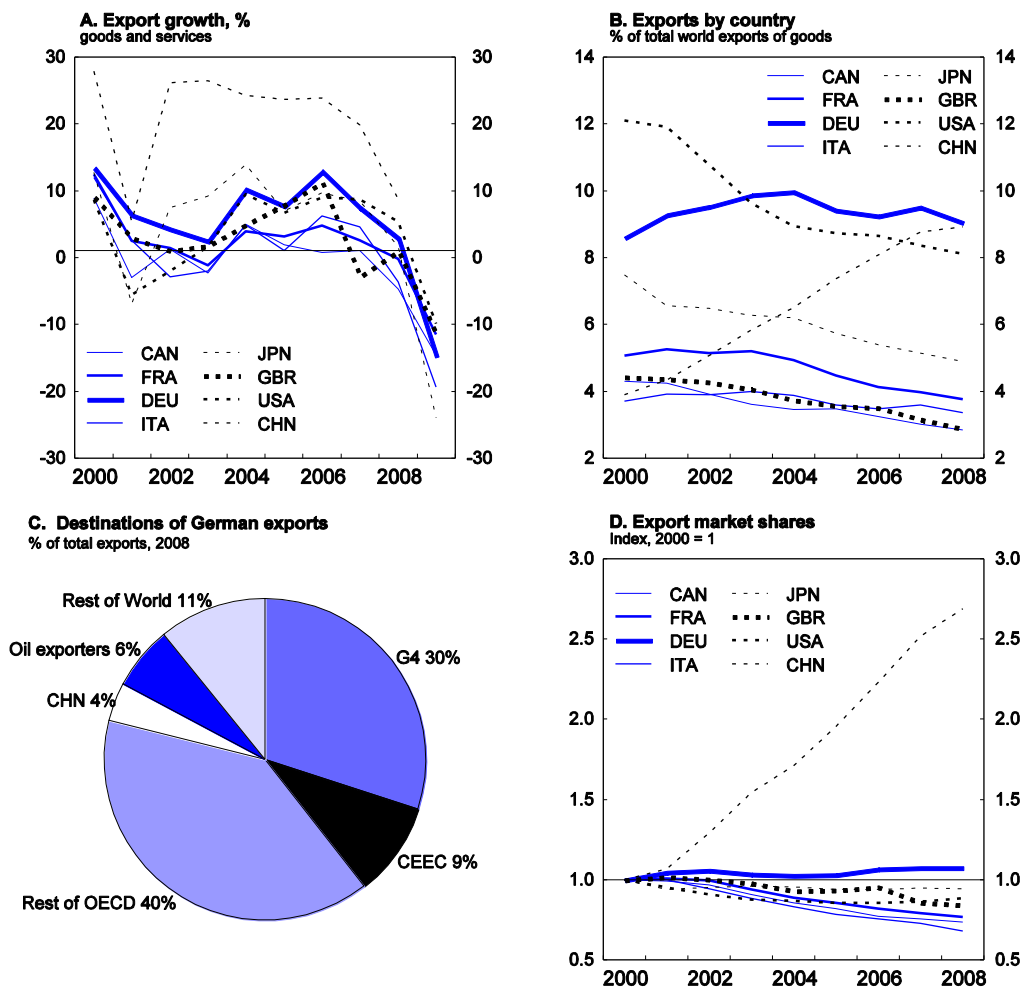 A. Export growth, %
goods and services
30 30
20 20
10 10
0 0
-10 -10
-20 -20
-30 -30
CAN JPN
FRA GBR
DEU USA
ITA CHN
2000 2002 2004 2006 2008
B. Exports by country
% of total world exports of goods
14 14
12 12
10 10
8 8
6 6
4 4
2 2
CAN JPN
FRA GBR
DEU USA
ITA CHN
2000 2002 2004 2006 2008
C. Destinations of German exports
% of total exports, 2008
Rest of World 11%
Oil exporters 6%
G4 30%
CHN 4%
CEEC 9%
Rest of OECD 40%
D. Export market shares
Index, 2000 = 1
3.0 3.0
CAN JPN
FRA GBR
DEU USA
ITA CHN
2.5 2.5
2.0 2.0
1.5 1.5
1.0 1.0
0.5 0.5
2000 2002 2004 2006 2008